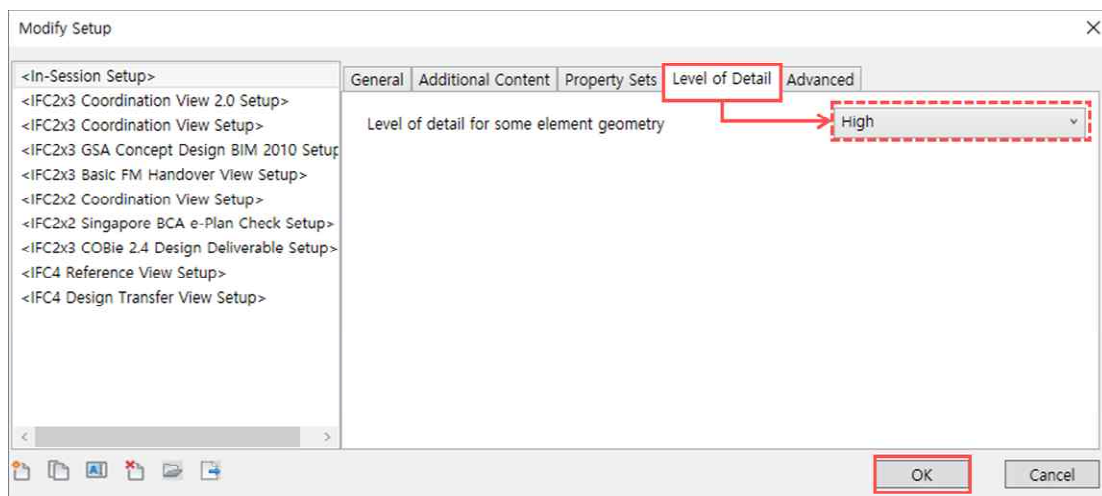 Modify Setup
<In-Session Setup>
<IFC2x3 Coordination View 2.0 Setup>
<IFC2x3 Coordination View Setup>
<IFC2x3 GSA Concept Design BIM 2010 Setup
<IFC2x3 Basic FM Handover View Setup>
<IFC2x2 Coordination View Setup>
<IFC2x2 Singapore BCA e-Plan Check Setup>
<IFC2x3 COBie 2.4 Design Deliverable Setup>
<IFC4 Reference View Setup>
<IFC4 Design Transfer View Setup>
General Additional Content Property Sets Level of Detail Advanced
Level of detail for some element geometry High
OK Cancel